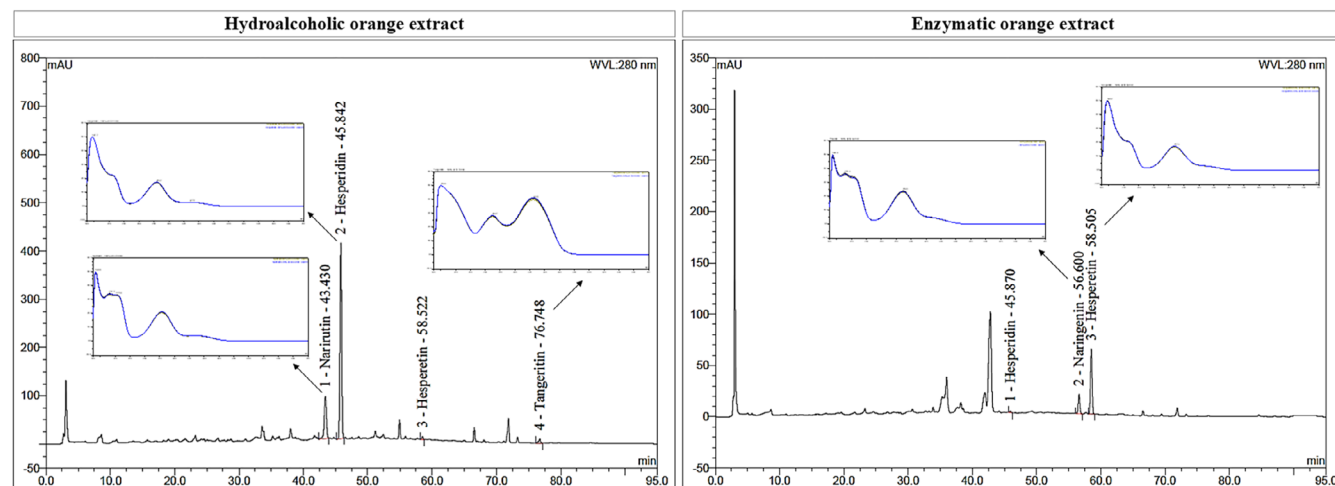 Hydroalcoholic orange extract
800
mAU
WVL:280 nm
700
600
500
400
300
200
100
-50
min
0.0
10.0
20.0
30.0
40.0
50.0
60.0
70.0
80.0
95.0
1 - Narirutin - 43.430
2 - Hesperidin - 45.842
3 - Hesperetin - 58.522
4 - Tangeritin - 76.748
Enzymatic orange extract
350
mAU
WVL:280 nm
300
250
200
150
100
50
0
-50
min
0.0
10.0
20.0
30.0
40.0
50.0
60.0
70.0
80.0
95.0
1 - Hesperidin - 45.870
2 - Naringenin - 56.600
3 - Hesperetin - 58.505